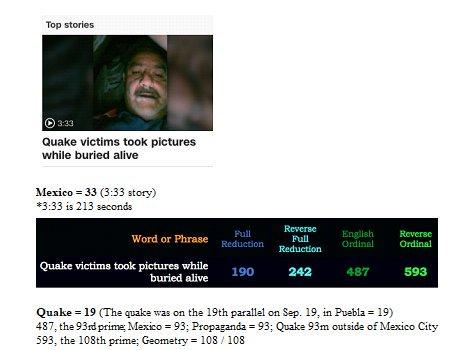 Top stories
3:33
Quake victims took pictures
while buried alive
Mexico = 33 (3:33 story)
*3:33 is 213 seconds
Word or Phrase
Full
Reduction
Reverse
Full
Reduction
English
Ordinal
Reverse
Ordinal
Quake victims took pictures while
buried alive
190
242
487
593
Quake = 19 (The quake was on the 19th parallel on Sep. 19, in Puebla = 19)
487, the 93rd prime; Mexico = 93; Propaganda = 93; Quake 93m outside of Mexico City
593, the 108th prime; Geometry = 108 / 108